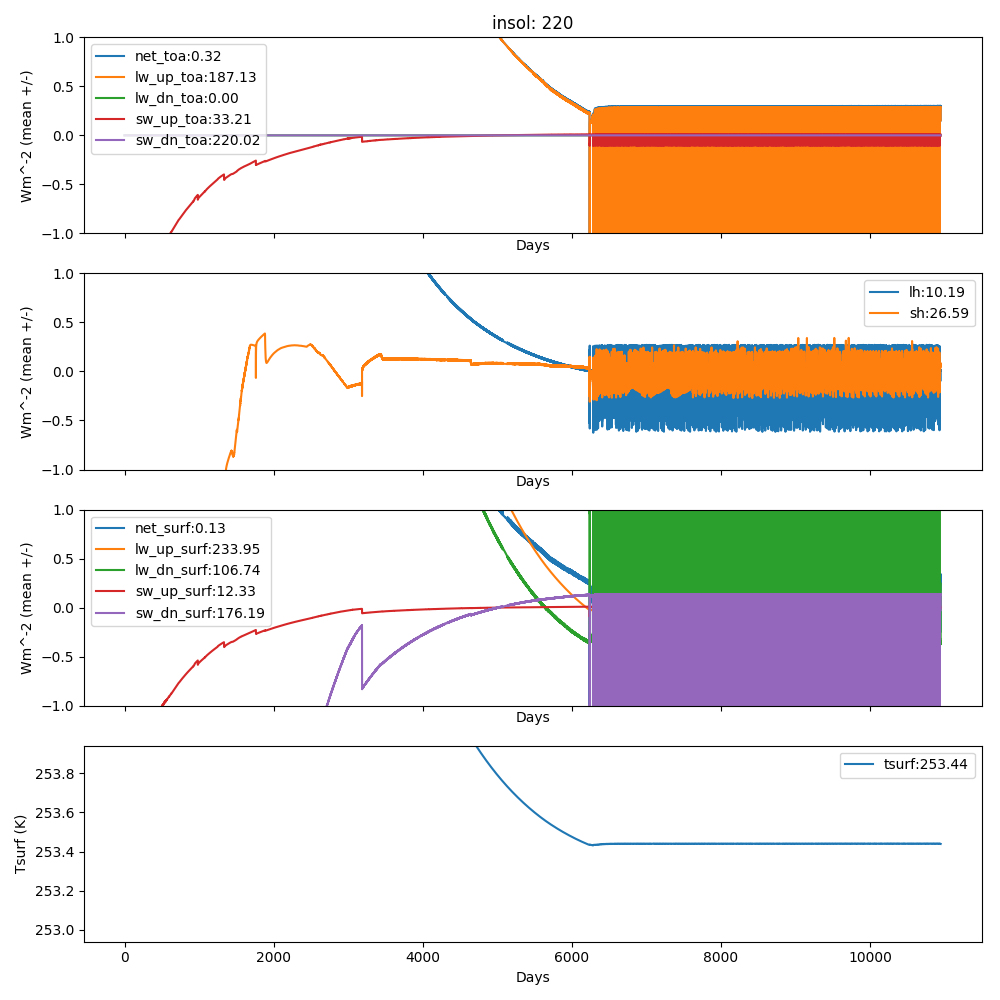 insol: 220
1.0
0.5
0.0
−0.5
−1.0
Wm^-2 (mean +/-)
net_toa:0.32
lw_up_toa:187.13
lw_dn_toa:0.00
sw_up_toa:33.21
sw_dn_toa:220.02
Days
1.0
0.5
0.0
−0.5
−1.0
Wm^-2 (mean +/-)
lh:10.19
sh:26.59
Days
1.0
0.5
0.0
−0.5
−1.0
Wm^-2 (mean +/-)
net_surf:0.13
lw_up_surf:233.95
lw_dn_surf:106.74
sw_up_surf:12.33
sw_dn_surf:176.19
Days
253.8
253.6
253.4
253.2
253.0
Tsurf (K)
tsurf:253.44
0 2000 4000 6000 8000 10000
Days